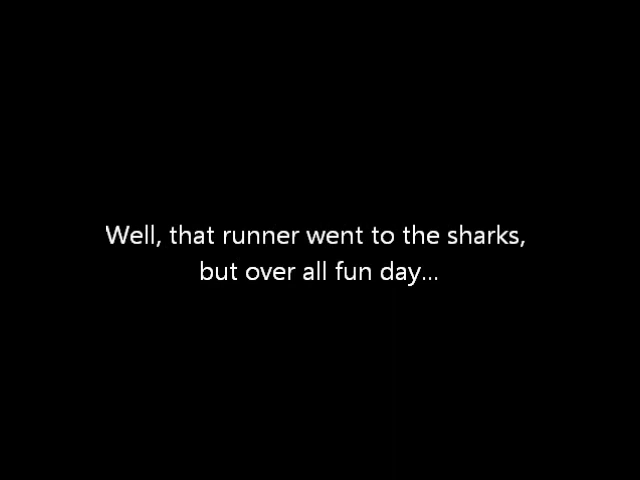 Well, that runner went to the sharks,
but over all fun day...